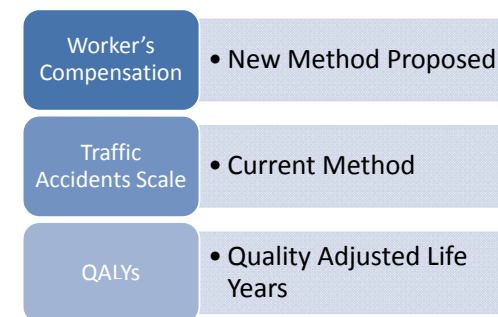 Worker’s
Compensation
• New Method Proposed
Traffic
Accidents Scale
• Current Method
QALYs
• Quality Adjusted Life
Years